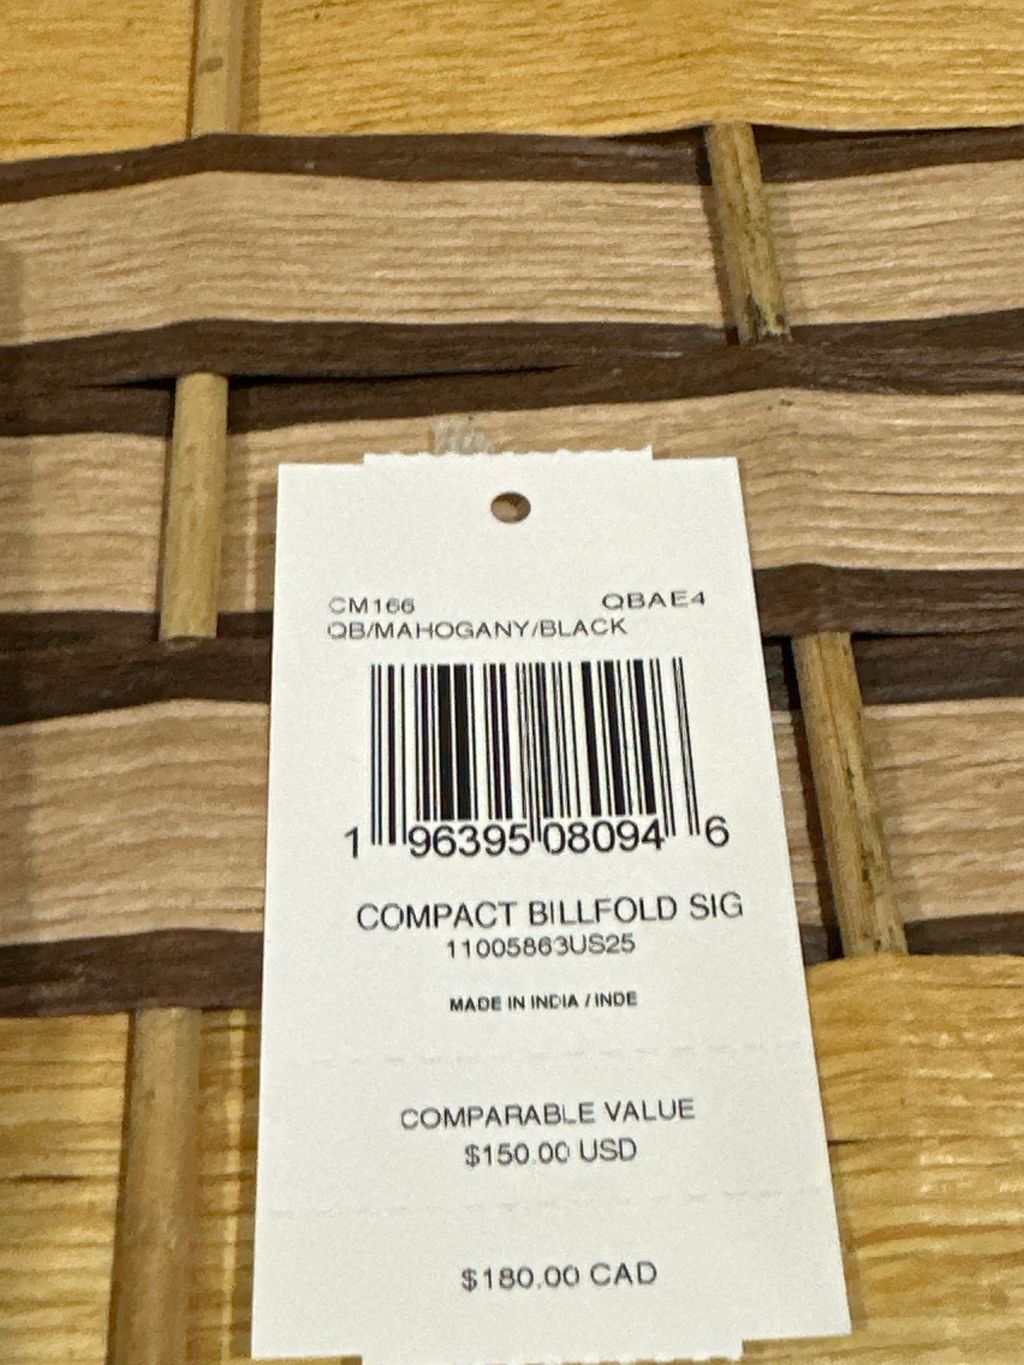 CM166 QBAE4
QB/MAHOGANY/BLACK
1 96395 08094 6
COMPACT BILLFOLD SIG
11005863US25
MADE IN INDIA / INDE
COMPARABLE VALUE
$150.00 USD
$180.00 CAD